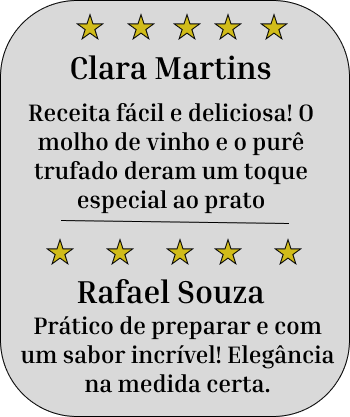 Clara Martins
Receita fácil e deliciosa! O
molho de vinho e o purê
trufado deram um toque
especial ao prato
Rafael Souza
Prático de preparar e com
um sabor incrível! Elegância
na medida certa.